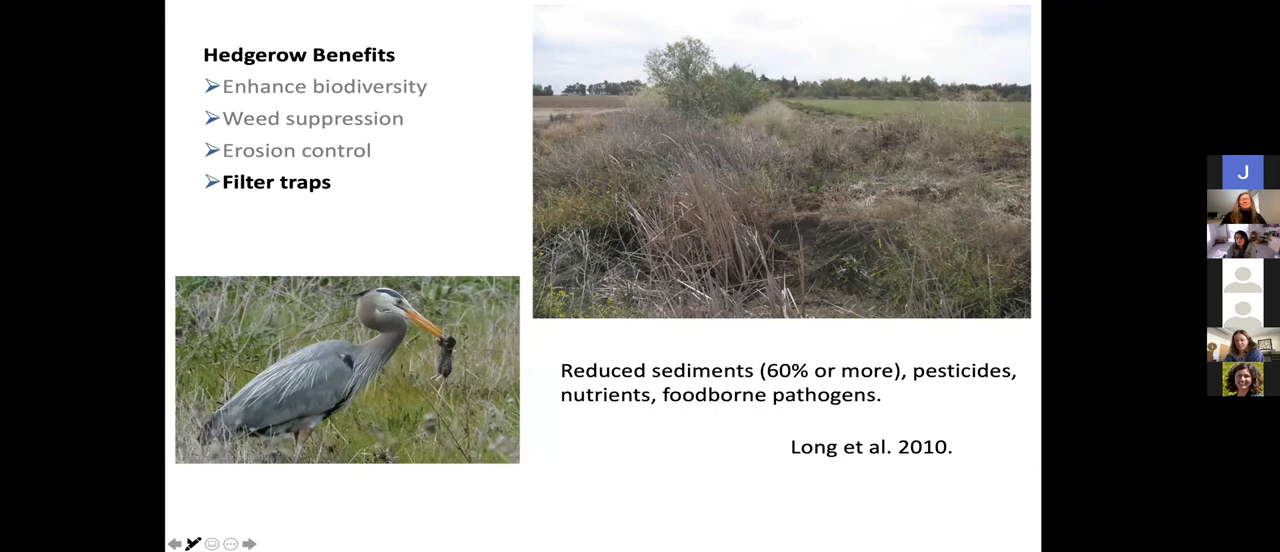 Hedgerow Benefits
Enhance biodiversity
Weed suppression
Erosion control
Filter traps
Reduced sediments (60% or more), pesticides,
nutrients, foodborne pathogens.
Long et al. 2010.
J